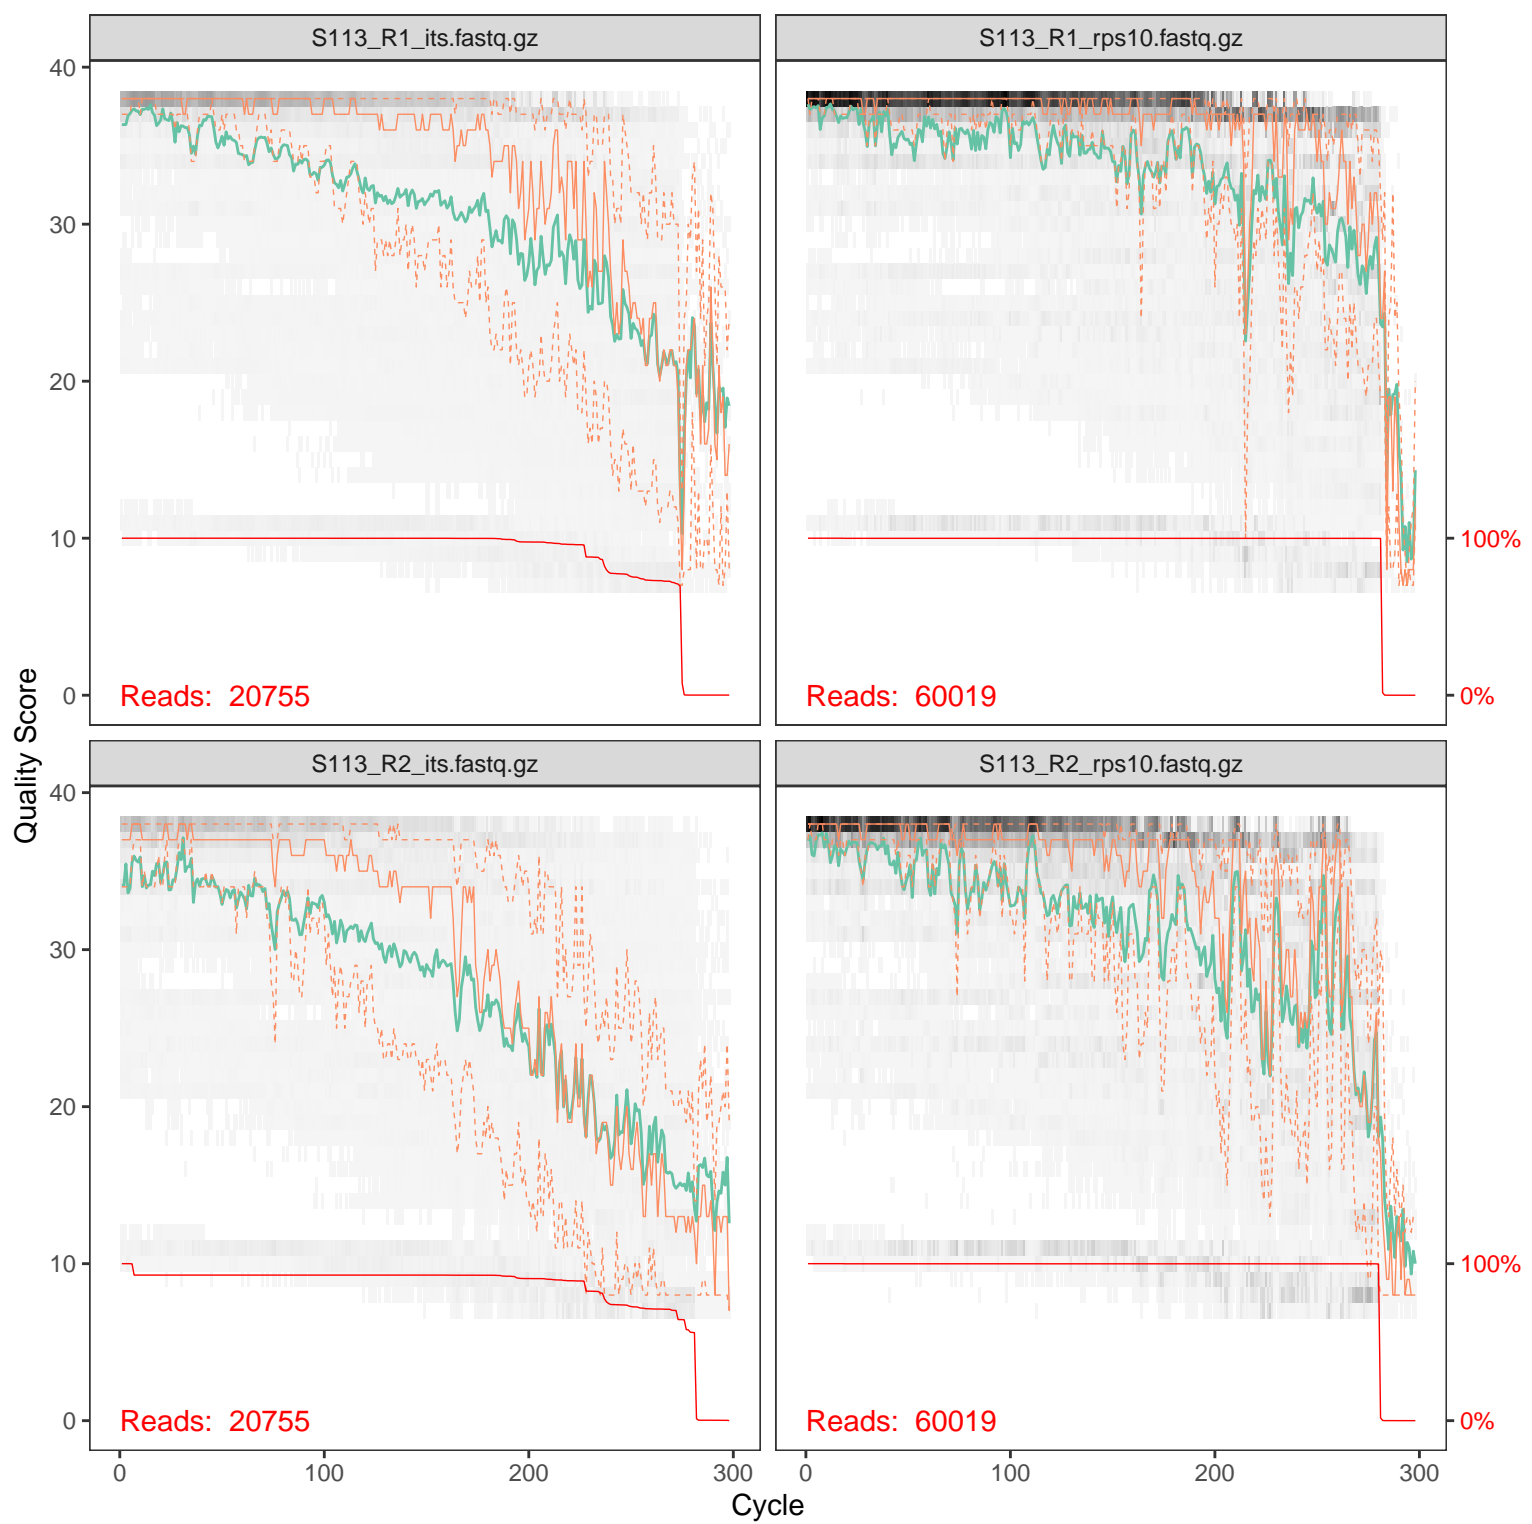 S113_R1_its.fastq.gz
S113_R1_rps10.fastq.gz
40
30
20
10
0
Reads: 20755
Reads: 60019
100%
0%
Quality Score
S113_R2_its.fastq.gz
S113_R2_rps10.fastq.gz
40
30
20
10
0
Reads: 20755
Reads: 60019
100%
0%
0 100 200 300
0 100 200 300
Cycle